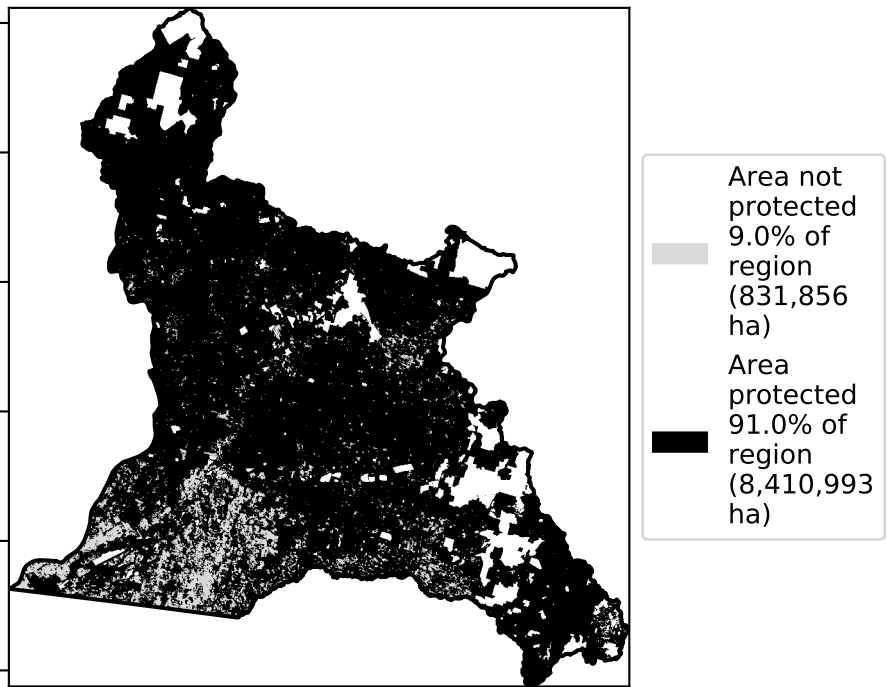 Area not
protected
9.0% of
region
(831,856
ha)
Area
protected
91.0% of
region
(8,410,993
ha)